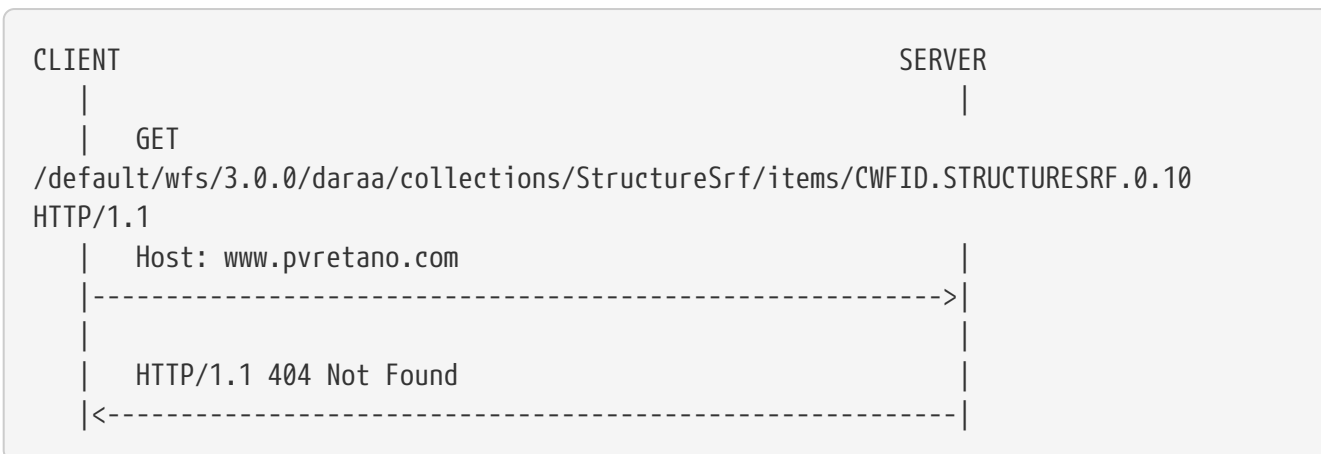 CLIENT                                                     SERVER
   |                                                          |
   |   GET
/default/wfs/3.0.0/daraa/collections/StructureSrf/items/CWFID.STRUCTURESRF.0.10
HTTP/1.1
   |   Host: www.pvretano.com                                 |
   |--------------------------------------------------------->|
   |                                                          |
   |   HTTP/1.1 404 Not Found                                 |
   |<---------------------------------------------------------|